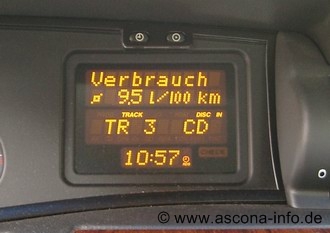 Verbrauch
9,5 l/100 km
TRACK DISC IN
TR 3 CD
10:57
© www.ascona-info.de